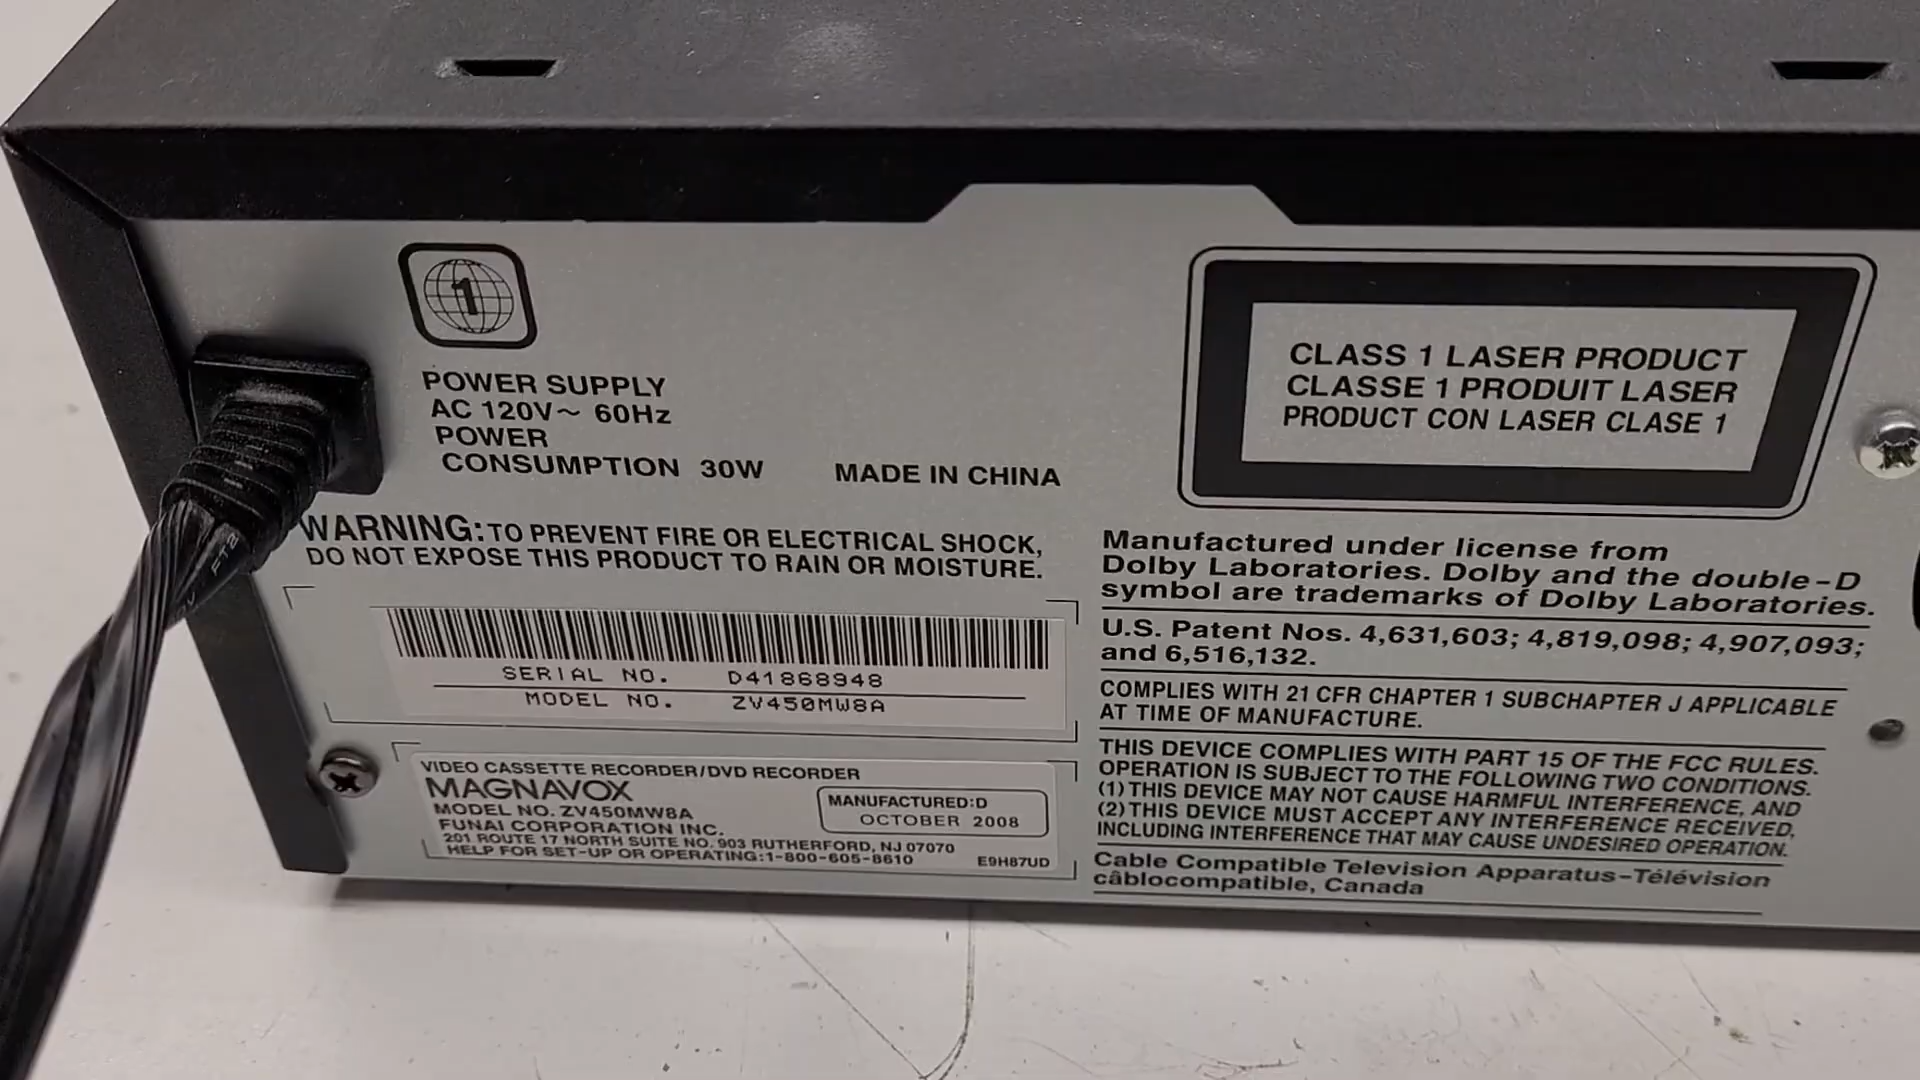 1
POWER SUPPLY
AC 120V~ 60Hz
POWER
CONSUMPTION 30W
MADE IN CHINA
WARNING: TO PREVENT FIRE OR ELECTRICAL SHOCK,
DO NOT EXPOSE THIS PRODUCT TO RAIN OR MOISTURE.
SERIAL NO. D41868948
MODEL NO. ZV450MW8A
VIDEO CASSETTE RECORDER/DVD RECORDER
MAGNAVOX
MODEL NO. ZV450MW8A
FUNAI CORPORATION INC.
201 ROUTE 17 NORTH SUITE NO. 903 RUTHERFORD, NJ 07070
HELP FOR SET-UP OR OPERATING:1-800-605-8610
MANUFACTURED:D
OCTOBER 2008
E9H87UD
CLASS 1 LASER PRODUCT
CLASSE 1 PRODUIT LASER
PRODUCT CON LASER CLASE 1
Manufactured under license from
Dolby Laboratories. Dolby and the double-D
symbol are trademarks of Dolby Laboratories.
U.S. Patent Nos. 4,631,603; 4,819,098; 4,907,093;
and 6,516,132.
COMPLIES WITH 21 CFR CHAPTER 1 SUBCHAPTER J APPLICABLE
AT TIME OF MANUFACTURE.
THIS DEVICE COMPLIES WITH PART 15 OF THE FCC RULES.
OPERATION IS SUBJECT TO THE FOLLOWING TWO CONDITIONS.
(1) THIS DEVICE MAY NOT CAUSE HARMFUL INTERFERENCE, AND
(2) THIS DEVICE MUST ACCEPT ANY INTERFERENCE RECEIVED,
INCLUDING INTERFERENCE THAT MAY CAUSE UNDESIRED OPERATION.
Cable Compatible Television Apparatus-Télévision
câblocompatible, Canada